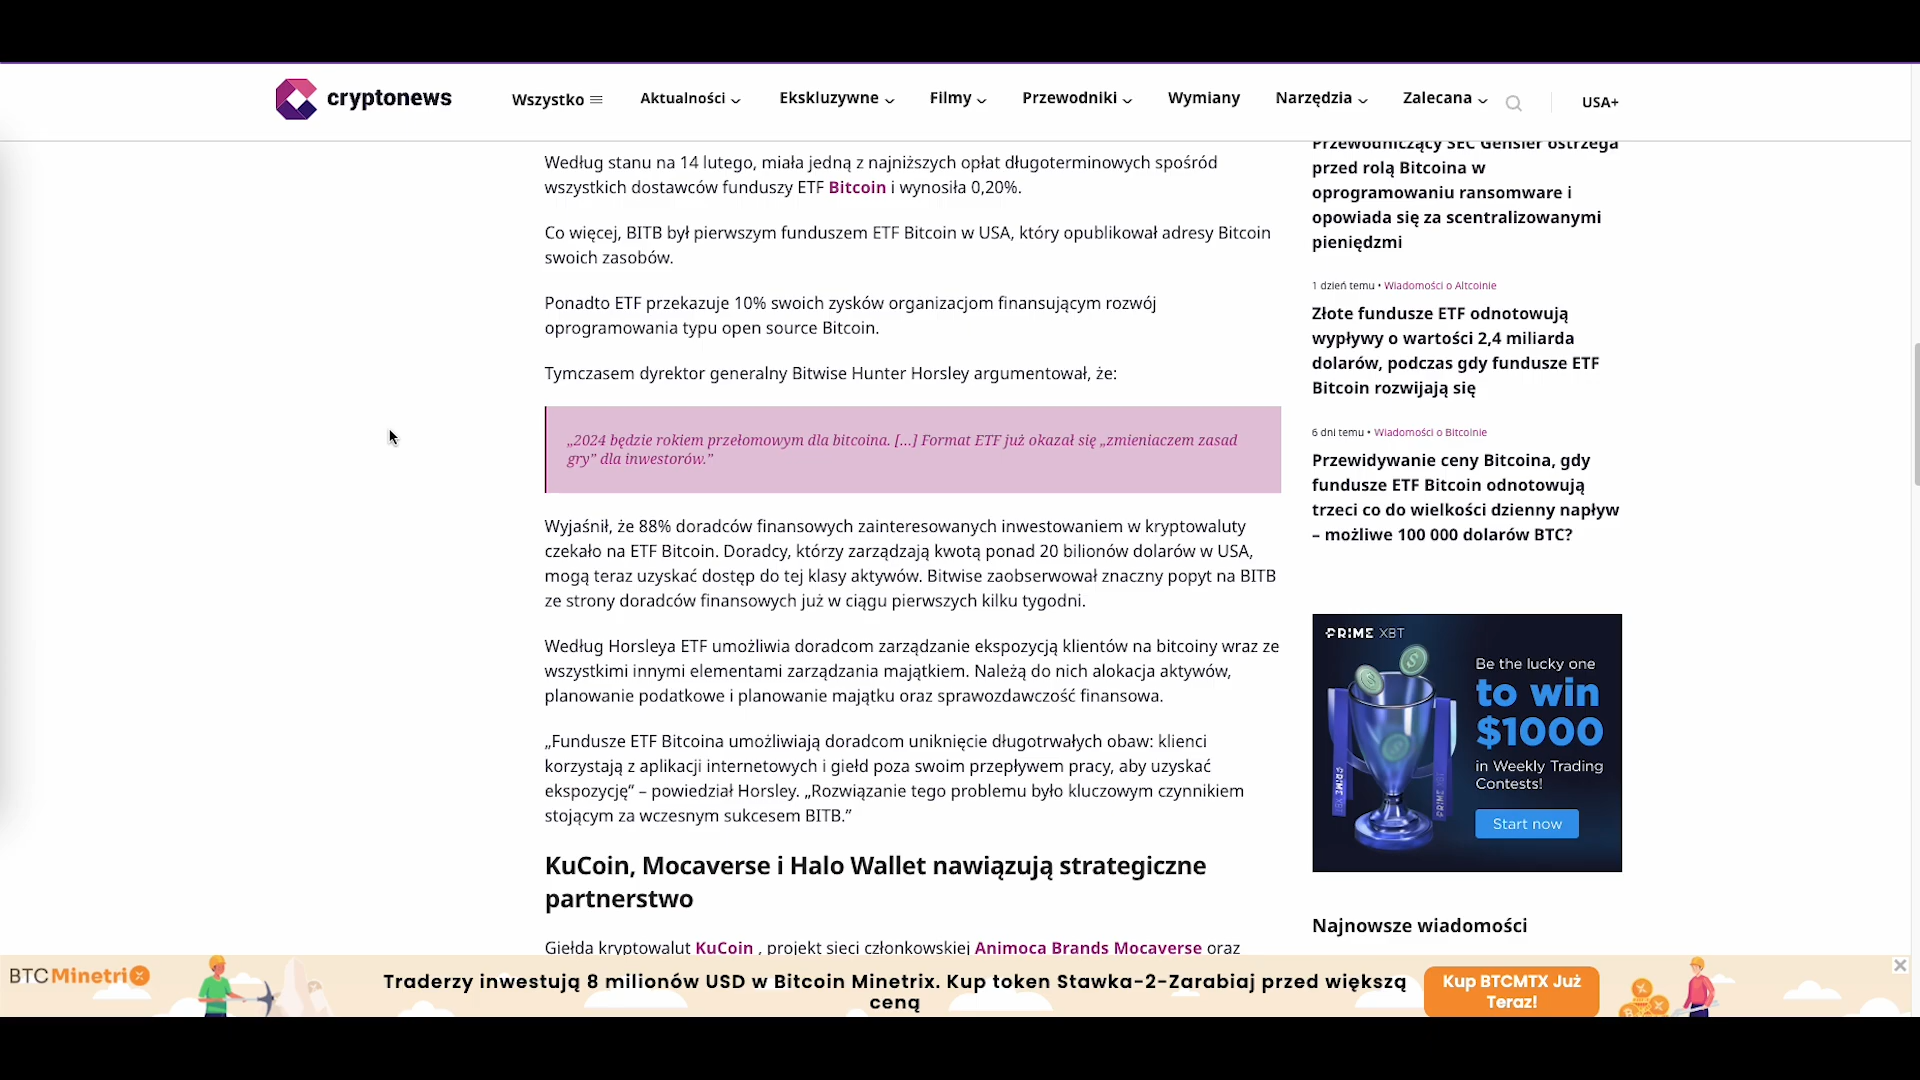 cryptonews
Wszystko
Aktualności
Ekskluzywne
Filmy
Przewodniki
Wymiany
Narzędzia
Zalecana
USA+
Według stanu na 14 lutego, miała jedną z najniższych opłat długoterminowych spośród
wszystkich dostawców funduszy ETF Bitcoin i wynosiła 0,20%.
Co więcej, BITB był pierwszym funduszem ETF Bitcoin w USA, który opublikował adresy Bitcoin
swoich zasobów.
Ponadto ETF przekazuje 10% swoich zysków organizacjom finansującym rozwój
oprogramowania typu open source Bitcoin.
Tymczasem dyrektor generalny Bitwise Hunter Horsley argumentował, że:
„2024 będzie rokiem przełomowym dla bitcoina. [...] Format ETF już okazał się „zmieniaczem zasad
gry” dla inwestorów.”
Wyjaśnił, że 88% doradców finansowych zainteresowanych inwestowaniem w kryptowaluty
czekało na ETF Bitcoin. Doradcy, którzy zarządzają kwotą ponad 20 bilionów dolarów w USA,
mogą teraz uzyskać dostęp do tej klasy aktywów. Bitwise zaobserwował znaczny popyt na BITB
ze strony doradców finansowych już w ciągu pierwszych kilku tygodni.
Według Horsleya ETF umożliwia doradcom zarządzanie ekspozycją klientów na bitcoiny wraz ze
wszystkimi innymi elementami zarządzania majątkiem. Należą do nich alokacja aktywów,
planowanie podatkowe i planowanie majątku oraz sprawozdawczość finansowa.
„Fundusze ETF Bitcoina umożliwiają doradcom uniknięcie długotrwałych obaw: klienci
korzystają z aplikacji internetowych i giełd poza swoim przepływem pracy, aby uzyskać
ekspozycję” – powiedział Horsley. „Rozwiązanie tego problemu było kluczowym czynnikiem
stojącym za wczesnym sukcesem BITB.”
KuCoin, Mocaverse i Halo Wallet nawiązują strategiczne
partnerstwo
Giełda kryptowalut KuCoin , projekt sieci członkowskiej Animoca Brands Mocaverse oraz
Przewodniczący SEC Gensler ostrzega
przed rolą Bitcoina w
oprogramowaniu ransomware i
opowiada się za scentralizowanymi
pieniędzmi
1 dzień temu • Wiadomości o Altcoinie
Złote fundusze ETF odnotowują
wypływy o wartości 2,4 miliarda
dolarów, podczas gdy fundusze ETF
Bitcoin rozwijają się
6 dni temu • Wiadomości o Bitcoinie
Przewidywanie ceny Bitcoina, gdy
fundusze ETF Bitcoin odnotowują
trzeci co do wielkości dzienny napływ
– możliwe 100 000 dolarów BTC?
PRIME XBT
Be the lucky one
to win
$1000
in Weekly Trading
Contests!
Start now
PRIME X
PRIME XBT
Najnowsze wiadomości
BTC Minetri
Traderzy inwestują 8 milionów USD w Bitcoin Minetrix. Kup token Stawka-2-Zarabiaj przed większą
ceną
Kup BTCMTX Już
Teraz!